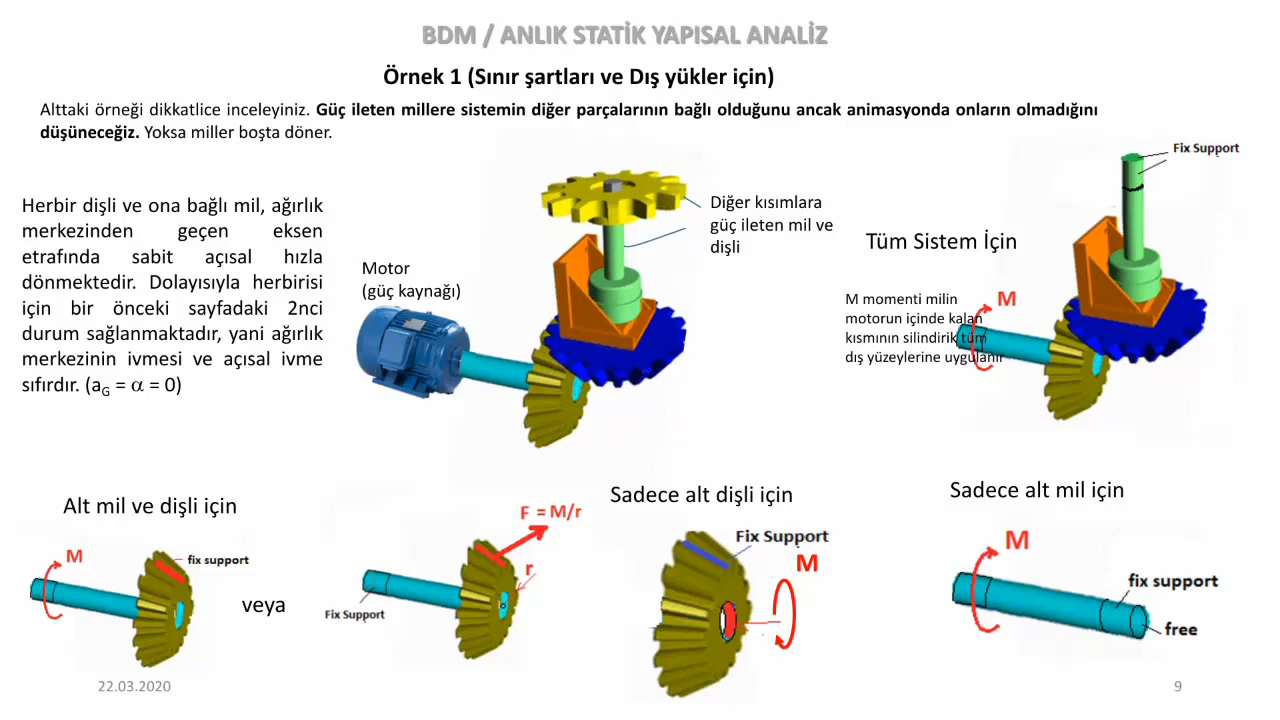 BDM / ANLIK STATİK YAPISAL ANALİZ
Örnek 1 (Sınır şartları ve Dış yükler için)
Alttaki örneği dikkatlice inceleyiniz. Güç ileten millere sistemin diğer parçalarının bağlı olduğunu ancak animasyonda onların olmadığını
düşüneceğiz. Yoksa miller boşta döner.
Herbir dişli ve ona bağlı mil, ağırlık
merkezinden geçen eksen
etrafında sabit açısal hızla
dönmektedir. Dolayısıyla herbirisi
için bir önceki sayfadaki 2nci
durum sağlanmaktadır, yani ağırlık
merkezinin ivmesi ve açısal ivme
sıfırdır. (aG = α = 0)
Motor
(güç kaynağı)
Diğer kısımlara
güç ileten mil ve
dişli
Fix Support
Tüm Sistem İçin
M momenti milin
motorun içinde kalan
kısmının silindirik tüm
dış yüzeylerine uygulanır
M
Alt mil ve dişli için
M
fix support
veya
F = M/r
r
Fix Support
Sadece alt dişli için
Fix Support
M
Sadece alt mil için
M
fix support
free
22.03.2020
9